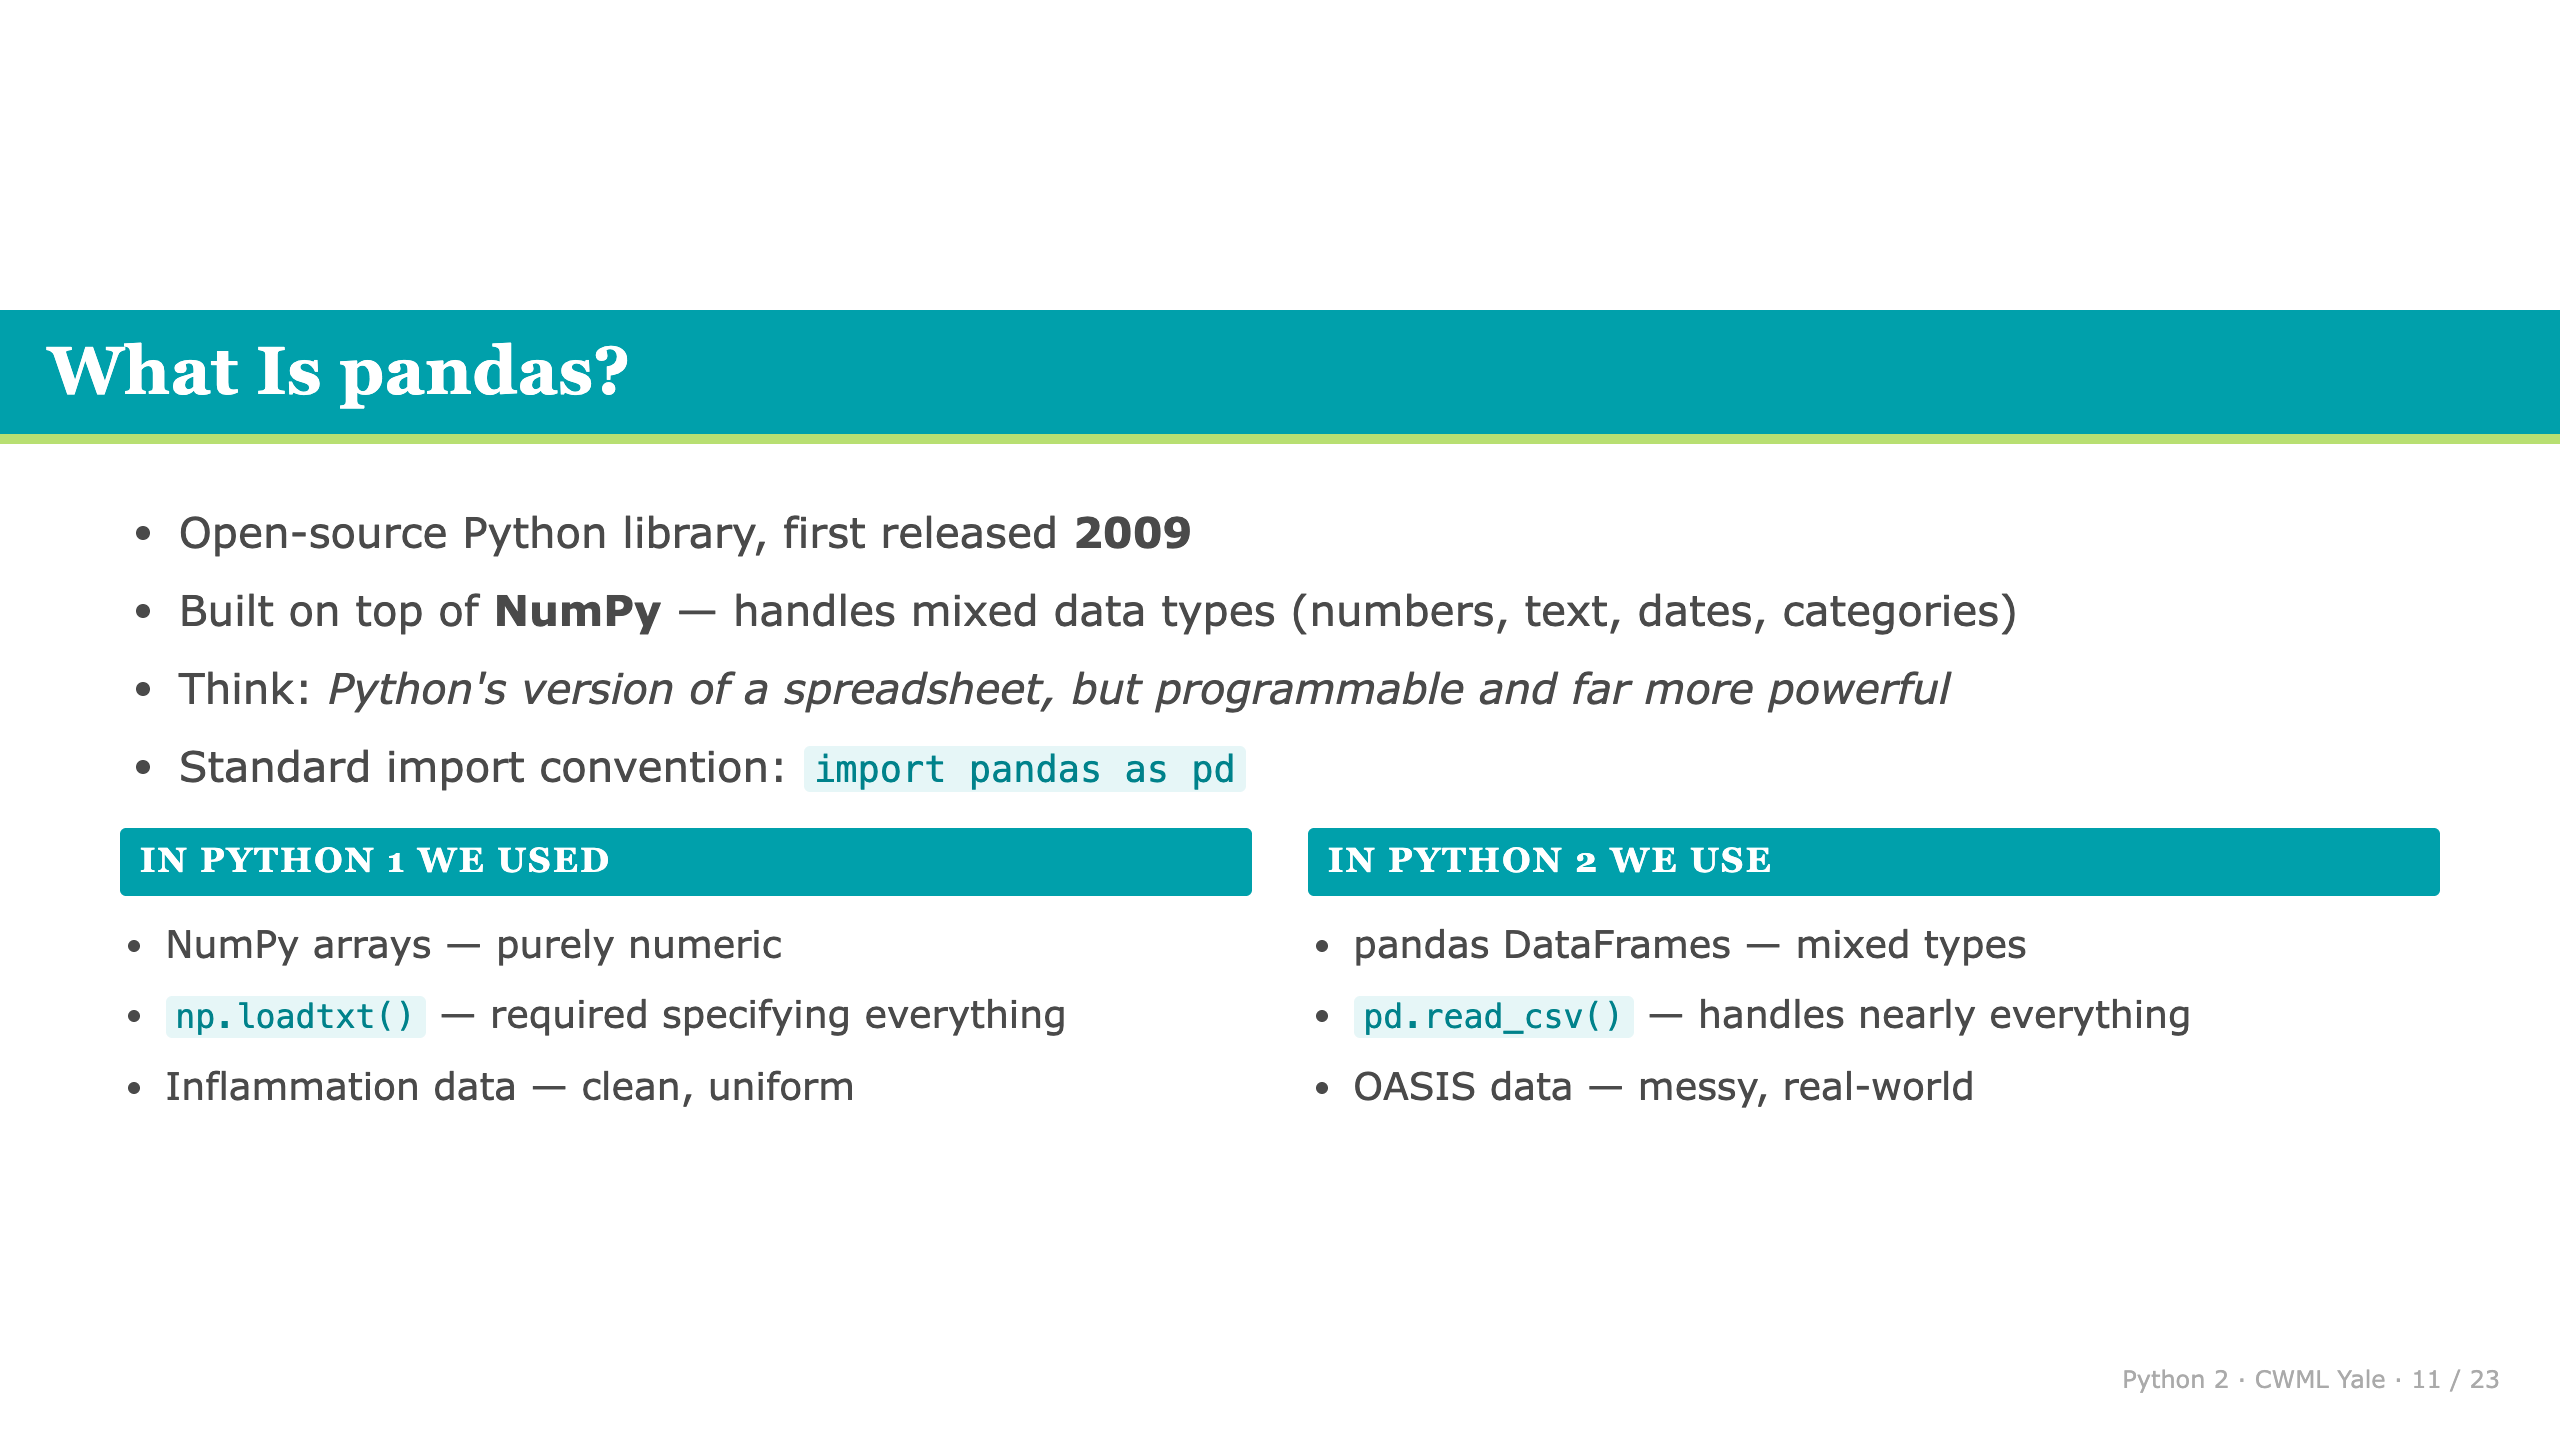 What Is pandas?
• Open-source Python library, first released 2009
• Built on top of NumPy — handles mixed data types (numbers, text, dates, categories)
• Think: Python's version of a spreadsheet, but programmable and far more powerful
• Standard import convention: import pandas as pd
IN PYTHON 1 WE USED
• NumPy arrays — purely numeric
• np.loadtxt() — required specifying everything
• Inflammation data — clean, uniform
IN PYTHON 2 WE USE
• pandas DataFrames — mixed types
• pd.read_csv() — handles nearly everything
• OASIS data — messy, real-world
Python 2 · CWML Yale · 11 / 23